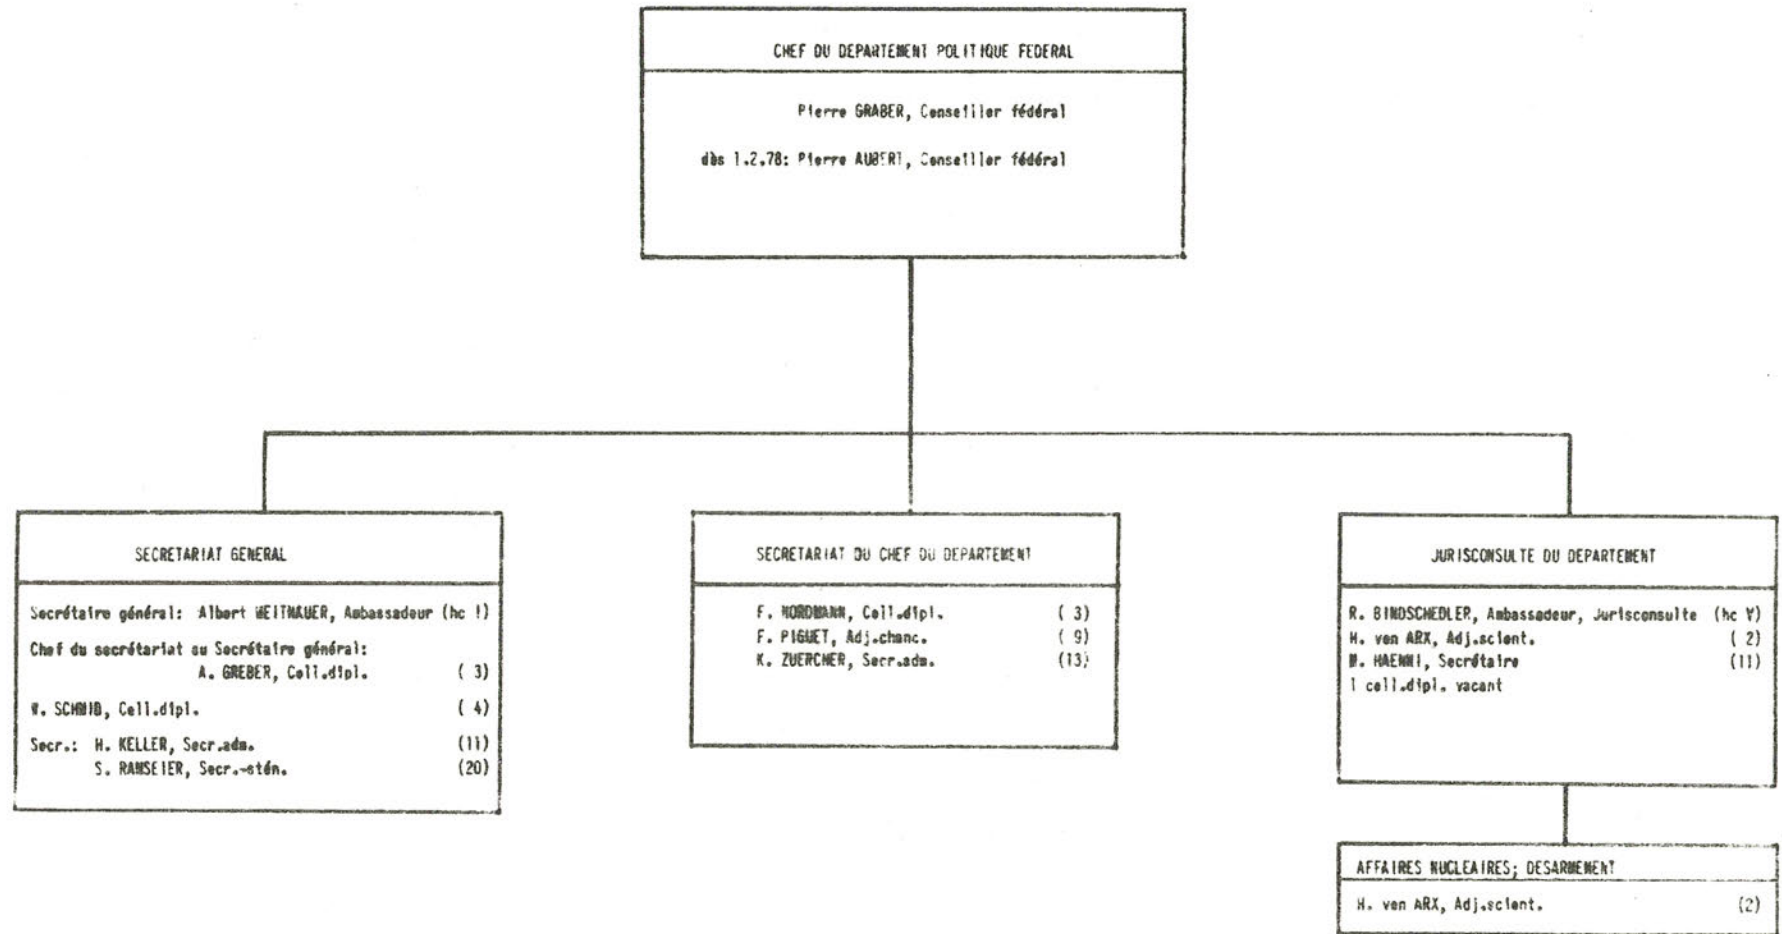 CHEF DU DEPARTEMENT POLITIQUE FEDERAL
Pierre GRABER, Conseiller fédéral
dès 1.2.78: Pierre AUBERT, Conseiller fédéral
SECRETARIAT GENERAL
Secrétaire général: Albert WEITNAUER, Ambassadeur (hc I)
Chef du secrétariat au Secrétaire général:
A. GREBER, Coll.dipl. ( 3)
W. SCHMID, Coll.dipl. ( 4)
Secr.: H. KELLER, Secr.adm. (11)
S. RAMSEIER, Secr.-stén. (20)
SECRETARIAT DU CHEF DU DEPARTEMENT
F. NORDMANN, Coll.dipl. ( 3)
F. PIGUET, Adj.chanc. ( 9)
K. ZUERCHER, Secr.adm. (13)
JURISCONSULTE DU DEPARTEMENT
R. BINDSCHEDLER, Ambassadeur, Jurisconsulte (hc V)
H. von ARX, Adj.scient. ( 2)
M. HAENNI, Secrétaire (11)
1 coll.dipl. vacant
AFFAIRES NUCLEAIRES; DESARMEMENT
H. von ARX, Adj.scient. (2)